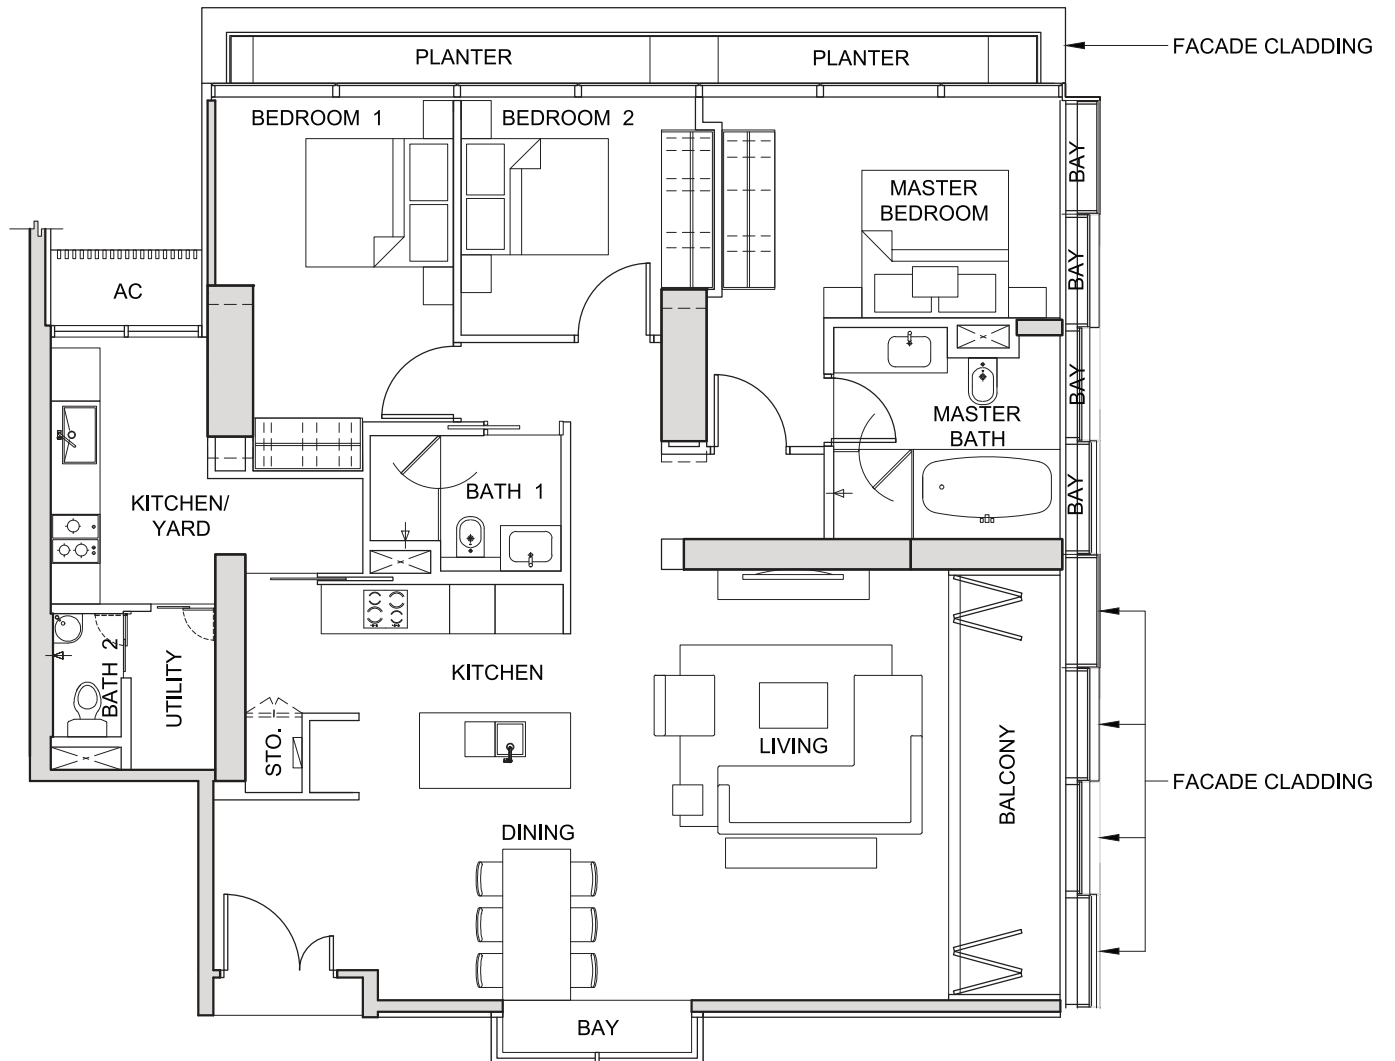 PLANTER
PLANTER
FACADE CLADDING
BEDROOM 1
BEDROOM 2
BAY
MASTER
BEDROOM
BAY
AC
BAY
MASTER
BATH
BATH 1
BAY
KITCHEN/
YARD
KITCHEN
BATH 2
UTILITY
STO.
LIVING
BALCONY
FACADE CLADDING
DINING
BAY